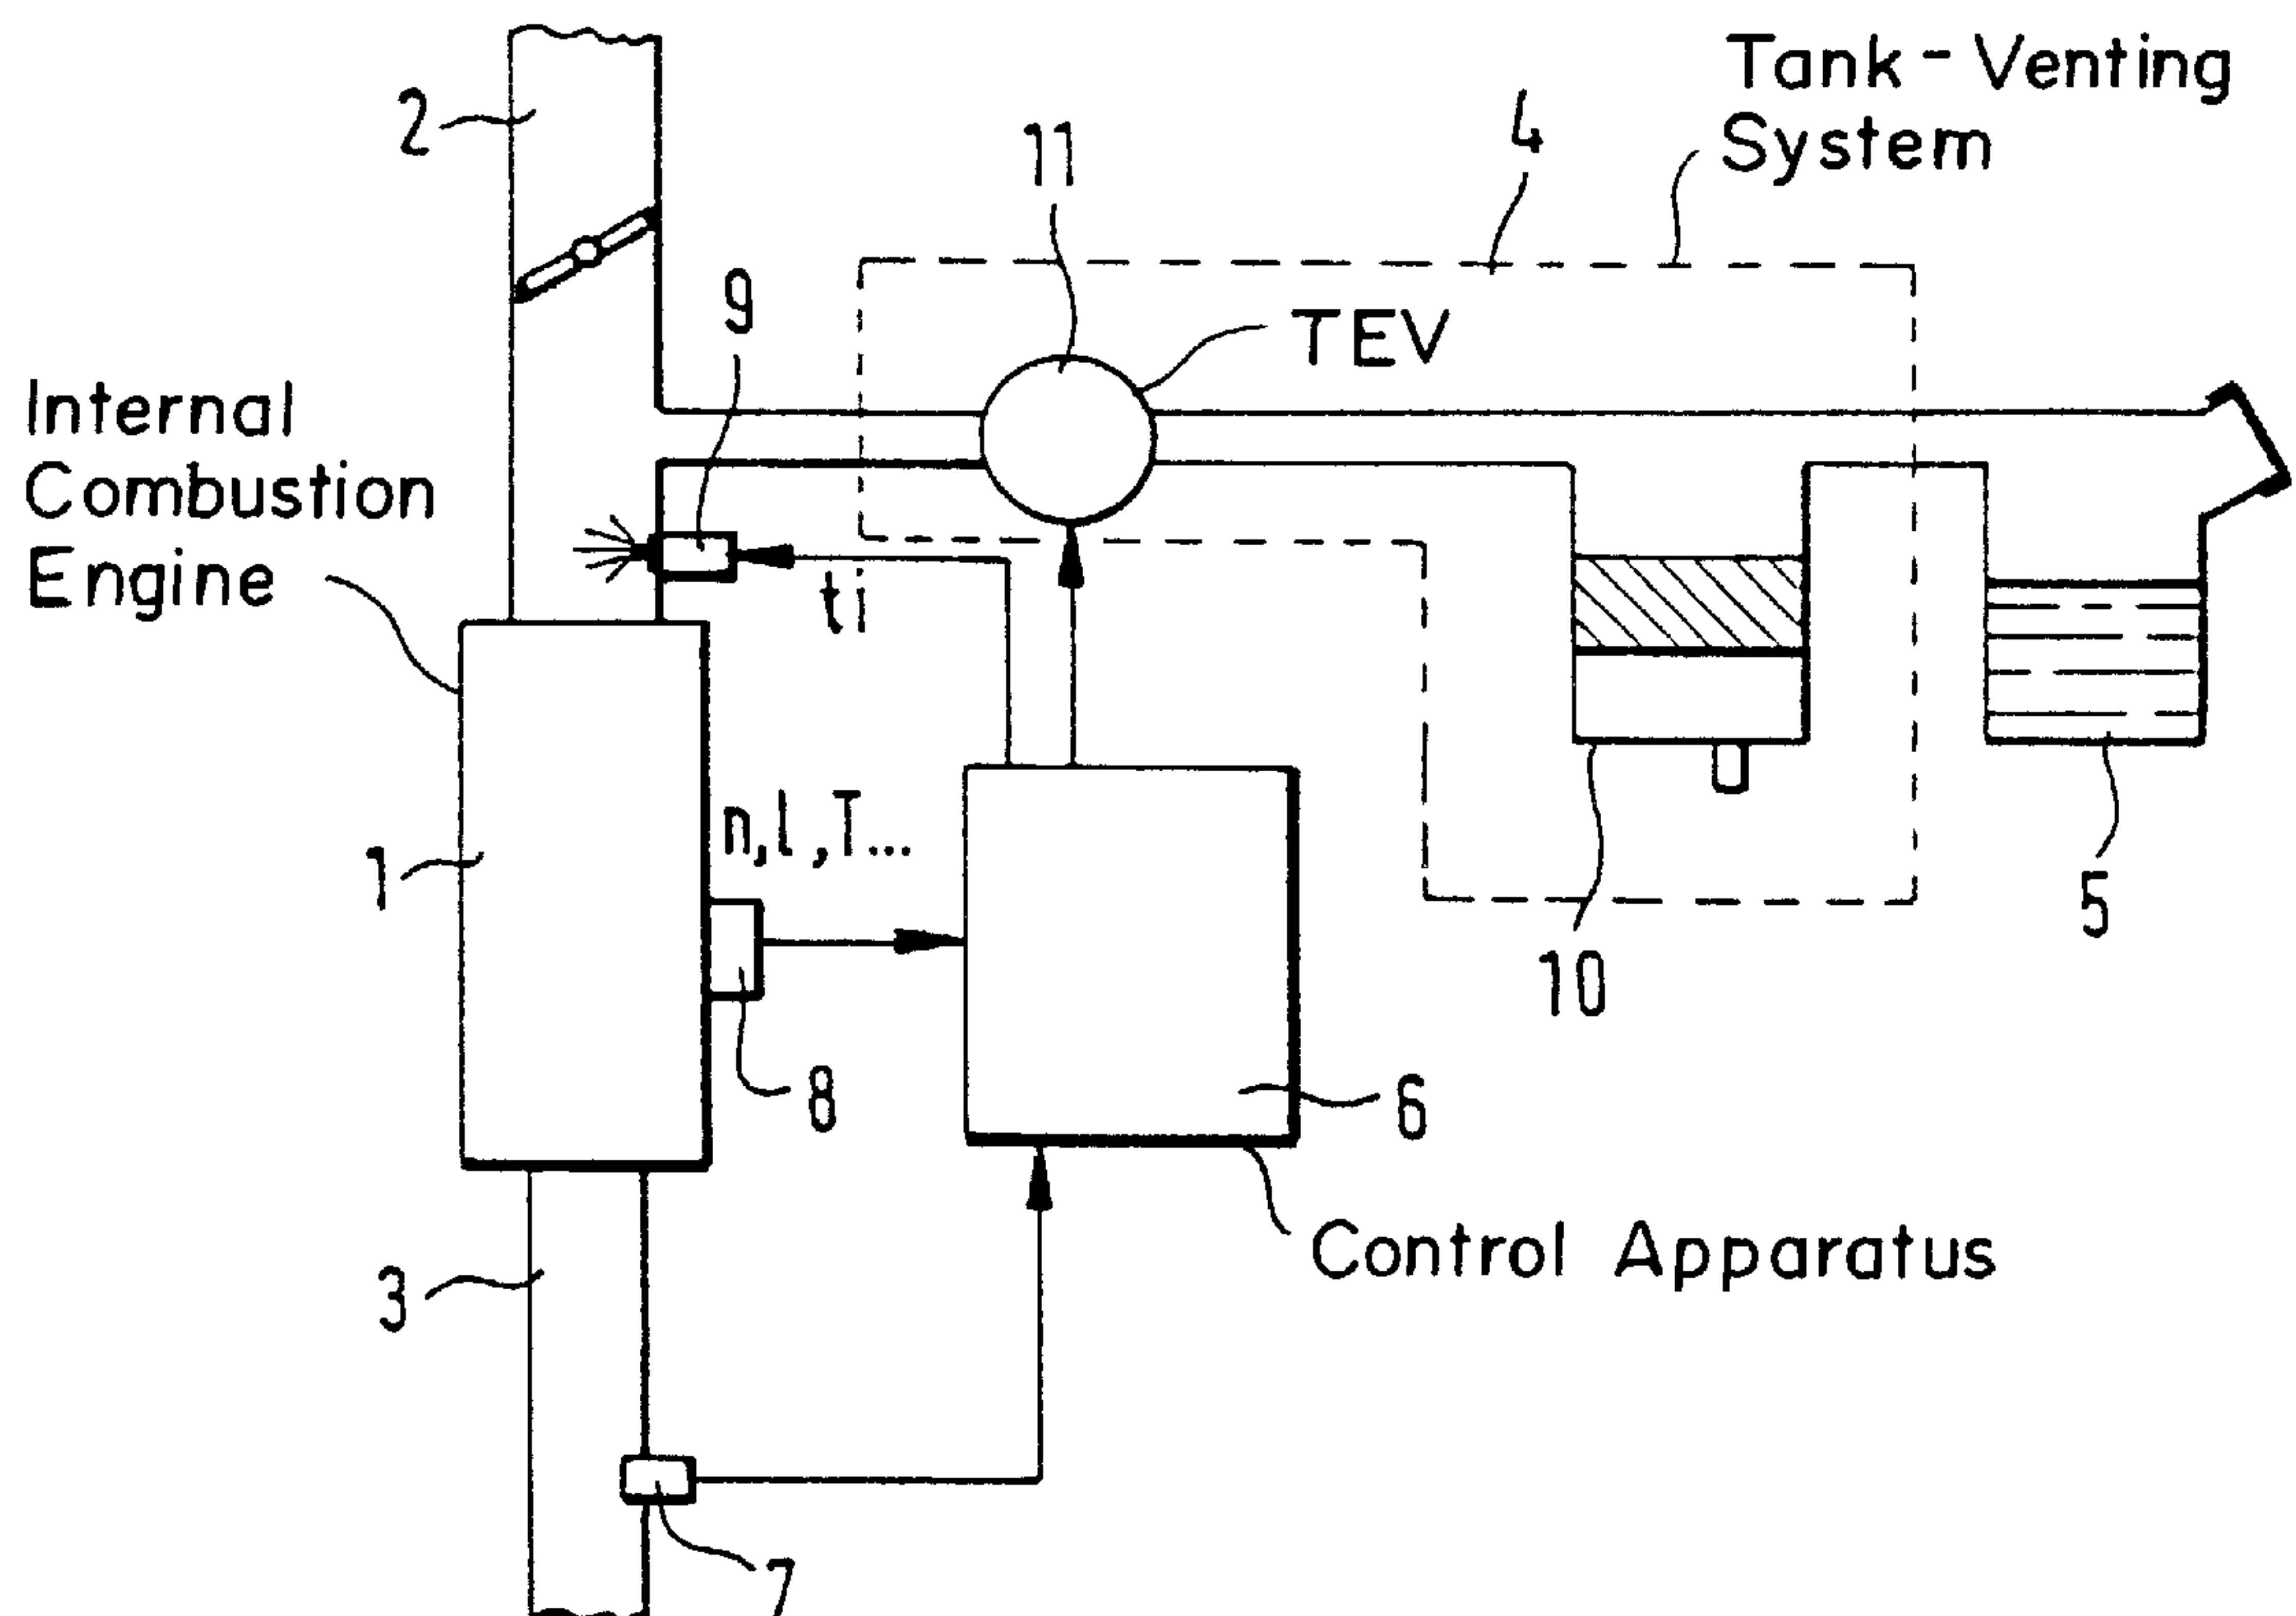 Tank-Venting
System
2
11
4
9
TEV
Internal
Combustion
Engine
ti
n,l,T...
1
5
10
8
6
Control Apparatus
3
7